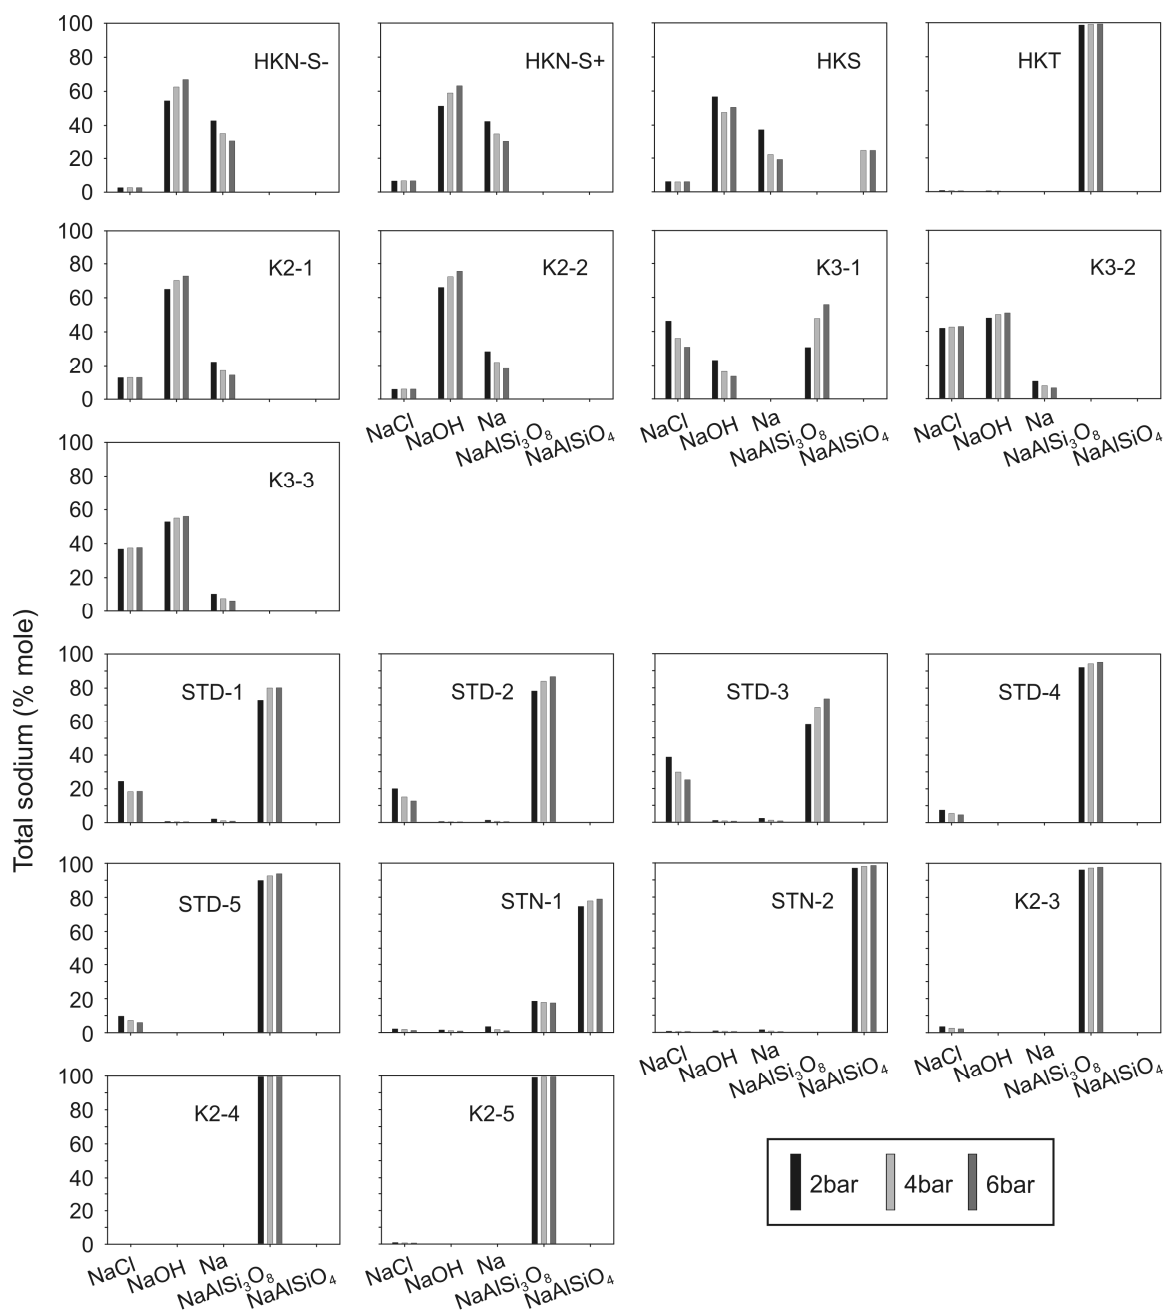 Total sodium (% mole)
100
80
60
40
20
0
HKN-S-
HKN-S+
HKS
HKT
100
80
60
40
20
0
K2-1
K2-2
K3-1
K3-2
NaCl
NaOH
Na
NaAlSi₃O₈
NaAlSiO₄
NaCl
NaOH
Na
NaAlSi₃O₈
NaAlSiO₄
NaCl
NaOH
Na
NaAlSi₃O₈
NaAlSiO₄
100
80
60
40
20
0
K3-3
100
80
60
40
20
0
STD-1
STD-2
STD-3
STD-4
100
80
60
40
20
0
STD-5
STN-1
STN-2
K2-3
NaCl
NaOH
Na
NaAlSi₃O₈
NaAlSiO₄
NaCl
NaOH
Na
NaAlSi₃O₈
NaAlSiO₄
100
80
60
40
20
0
K2-4
K2-5
NaCl
NaOH
Na
NaAlSi₃O₈
NaAlSiO₄
NaCl
NaOH
Na
NaAlSi₃O₈
NaAlSiO₄
2bar 4bar 6bar